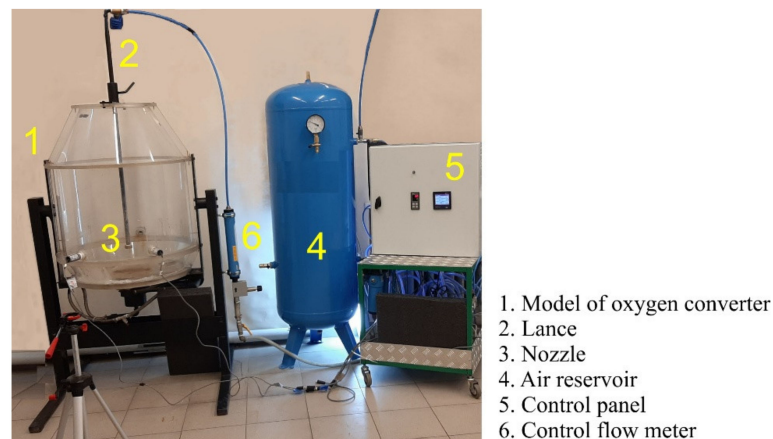 2
1
5
6
3
4
1. Model of oxygen converter
2. Lance
3. Nozzle
4. Air reservoir
5. Control panel
6. Control flow meter